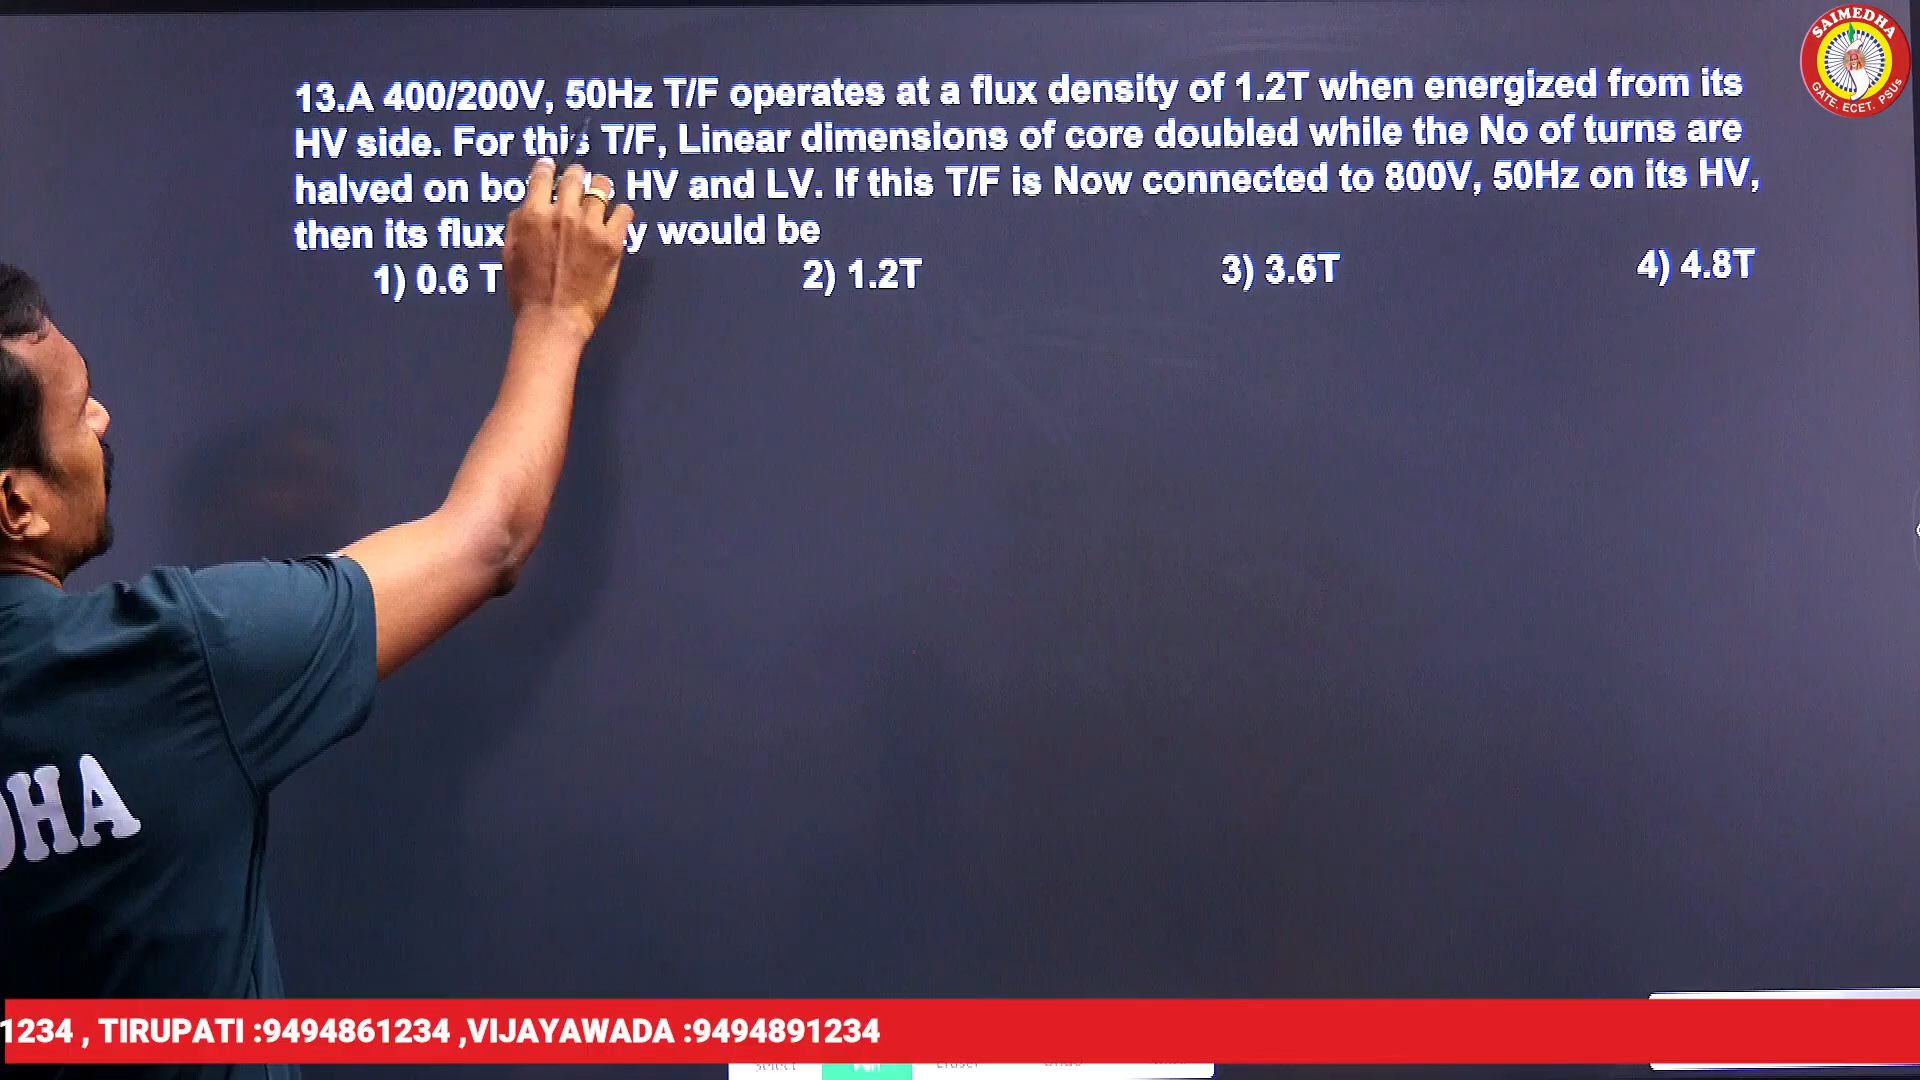 SAIMEDHA
GATE. ECET. PSUs
13.A 400/200V, 50Hz T/F operates at a flux density of 1.2T when energized from its
HV side. For this T/F, Linear dimensions of core doubled while the No of turns are
halved on HV and LV. If this T/F is Now connected to 800V, 50Hz on its HV,
then its flux would be
1) 0.6 T
2) 1.2T
3) 3.6T
4) 4.8T
DHA
1234 , TIRUPATI :9494861234 ,VIJAYAWADA :9494891234